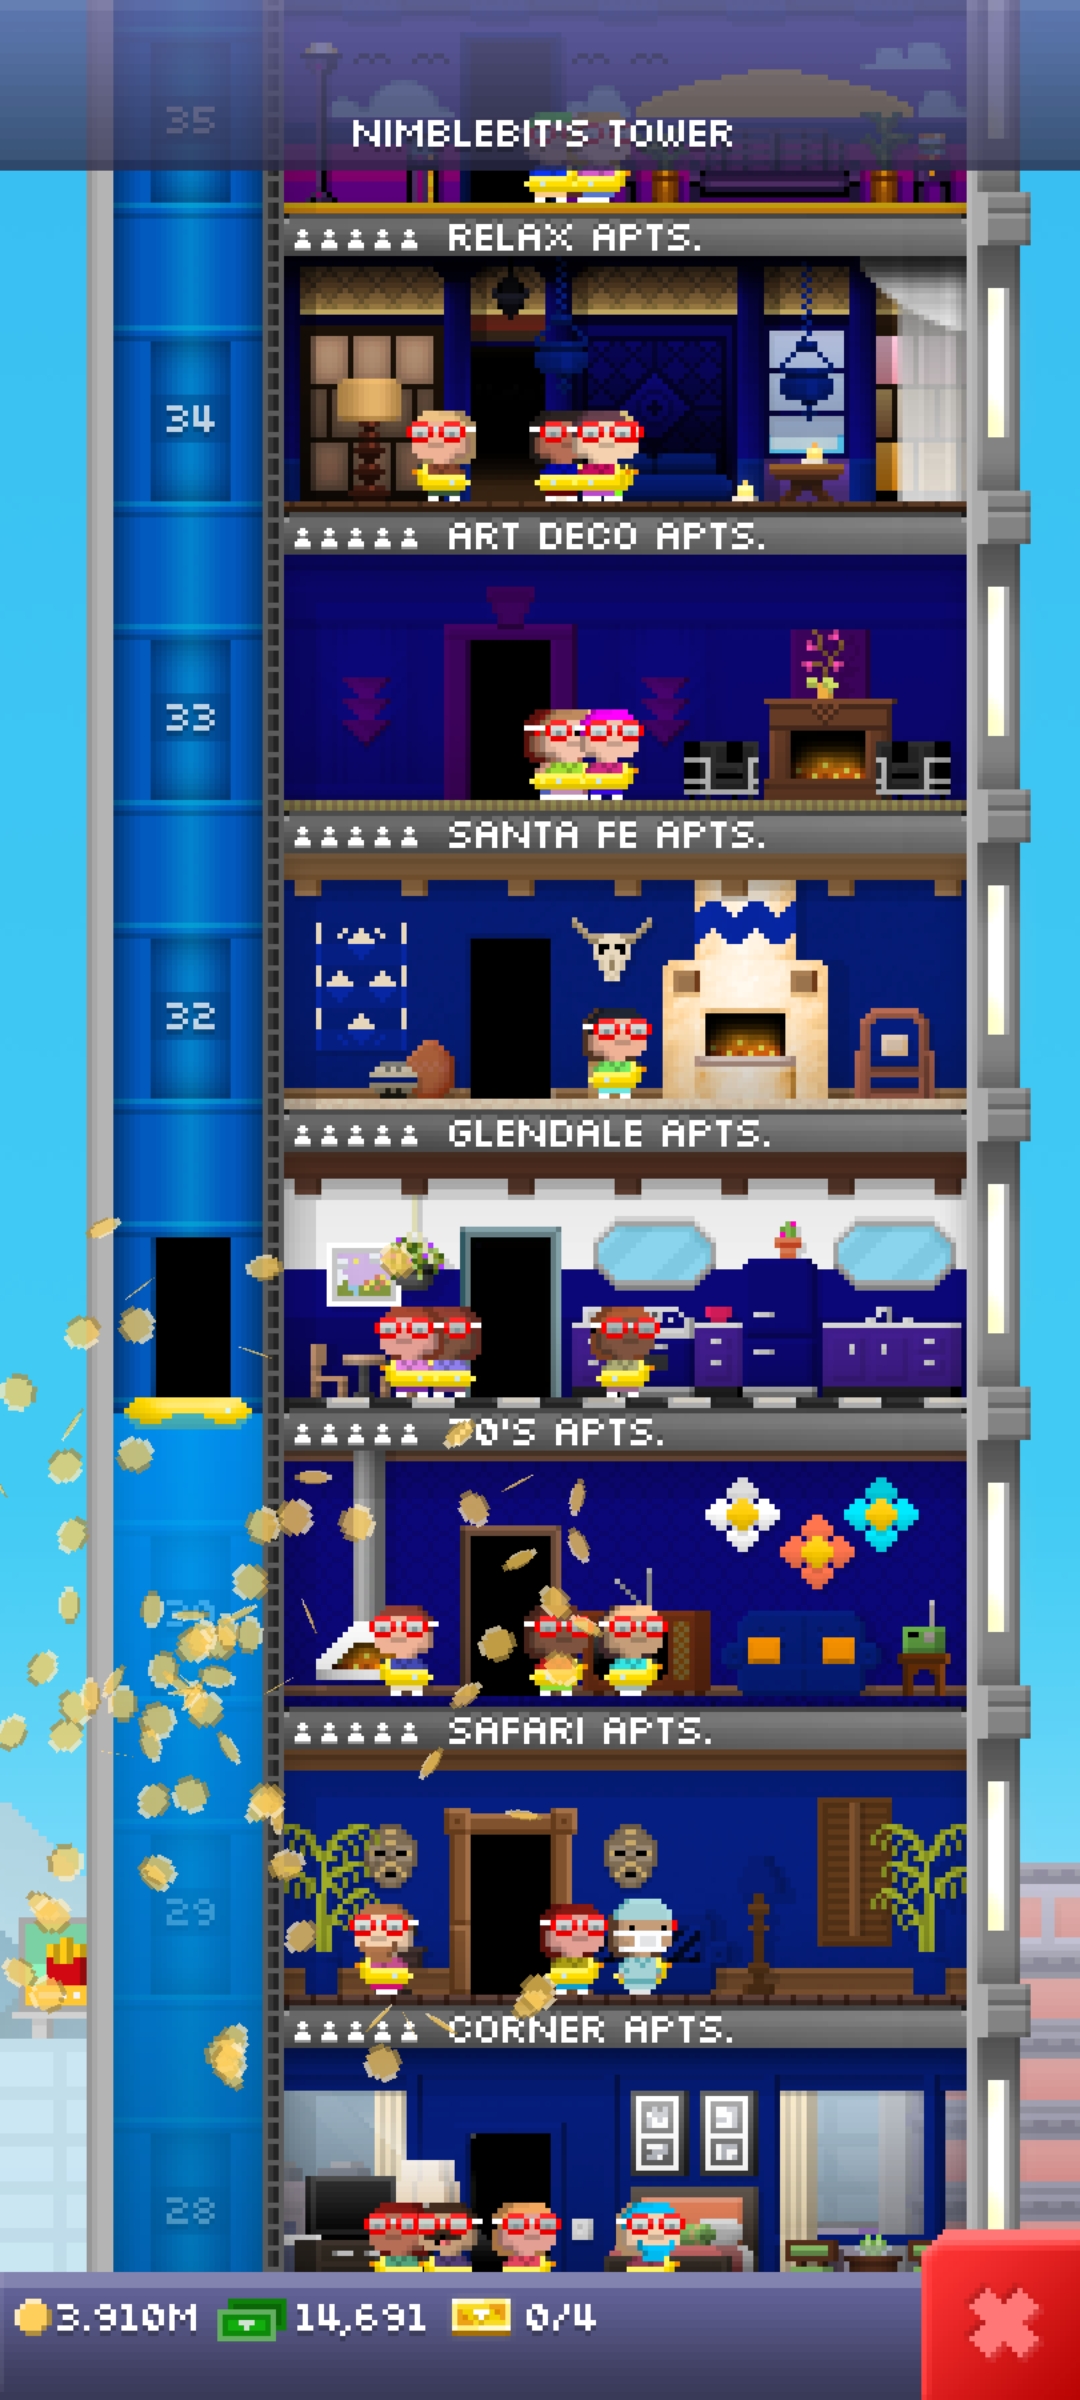 35
NIMBLEBIT'S TOWER
RELAX APTS.
34
ART DECO APTS.
33
SANTA FE APTS.
32
GLENDALE APTS.
70'S APTS.
30
SAFARI APTS.
29
CORNER APTS.
28
3.910M 14,691 0/4